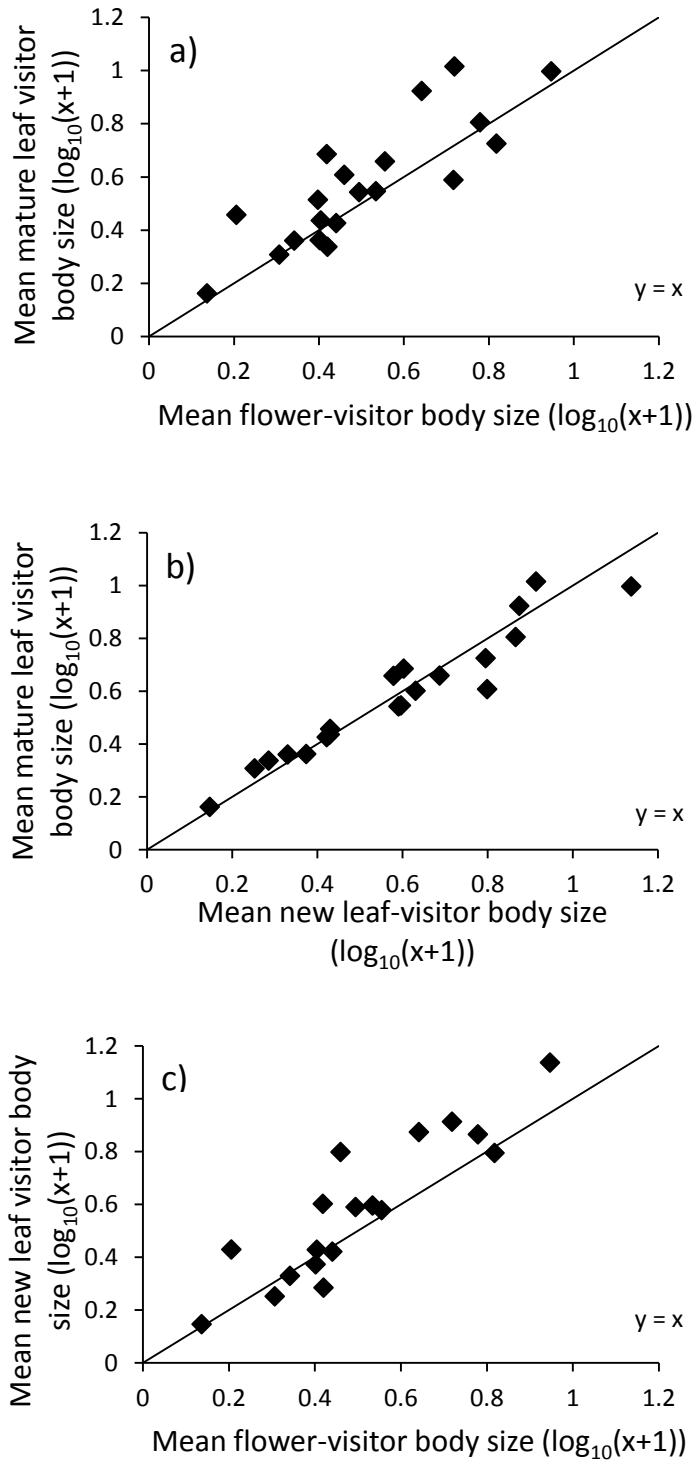 a)
Mean mature leaf visitor
body size (log10(x+1))
1.2
1
0.8
0.6
0.4
0.2
0
y = x
0 0.2 0.4 0.6 0.8 1 1.2
Mean flower-visitor body size (log10(x+1))
b)
Mean mature leaf visitor
body size (log10(x+1))
1.2
1
0.8
0.6
0.4
0.2
0
y = x
0 0.2 0.4 0.6 0.8 1 1.2
Mean new leaf-visitor body size
(log10(x+1))
c)
Mean new leaf visitor body
size (log10(x+1))
1.2
1
0.8
0.6
0.4
0.2
0
y = x
0 0.2 0.4 0.6 0.8 1 1.2
Mean flower-visitor body size (log10(x+1))